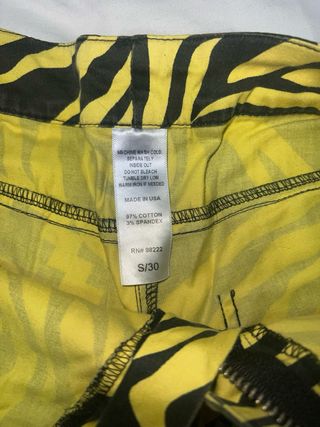 MACHINE WASH COLD
SEPARATELY
INSIDE OUT
DO NOT BLEACH
TUMBLE DRY LOW
WARM IRON IF NEEDED
MADE IN USA
97% COTTON
3% SPANDEX
RN# 98222
S/30